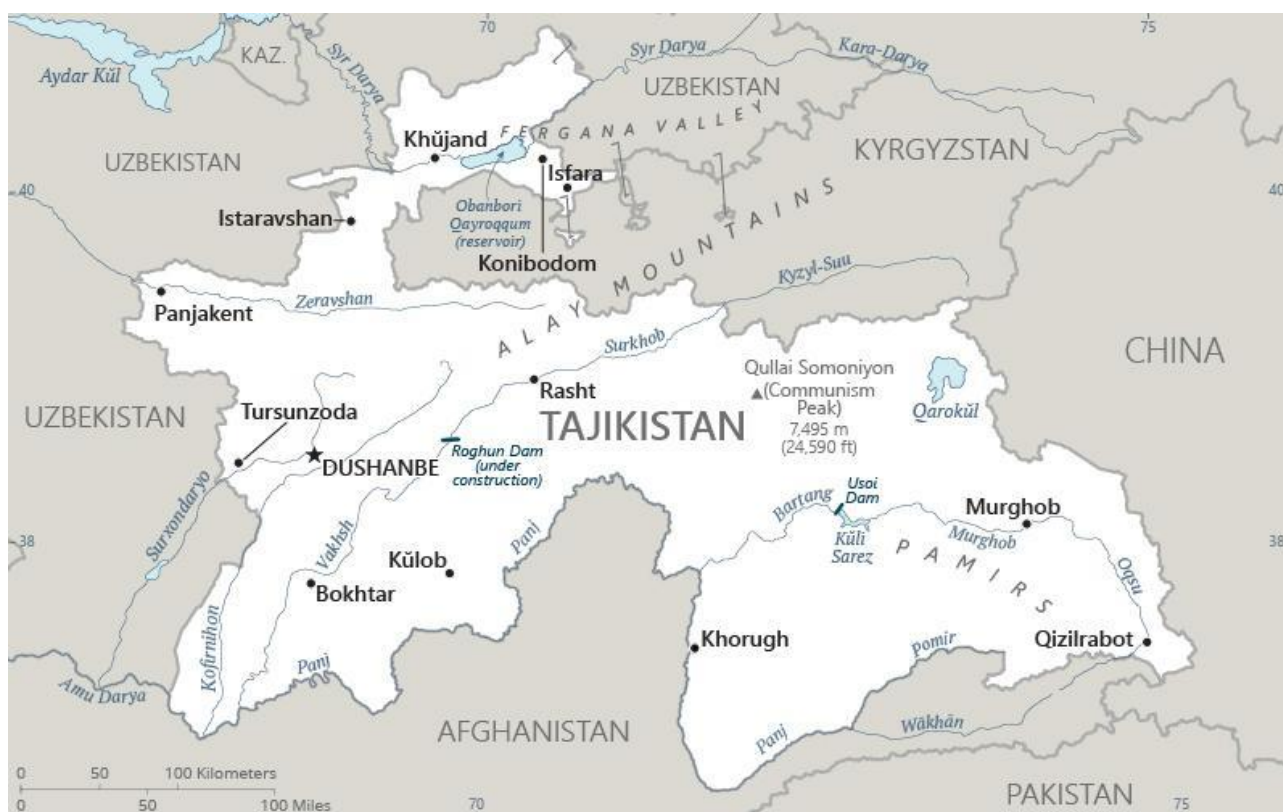 70
75
Aydar Kŭl
KAZ.
Syr Darya
Syr Darya
Kara-Darya
UZBEKISTAN
FERGANA VALLEY
UZBEKISTAN
Khŭjand
KYRGYZSTAN
Isfara
40
40
Obanbori
Qayroqqum
(reservoir)
Istaravshan
Konibodom
ALAY MOUNTAINS
Kyzyl-Suu
Panjakent
Zeravshan
Surkhob
CHINA
Qullai Somoniyon
(Communism
Peak)
7,495 m
(24,590 ft)
Rasht
Qarokŭl
UZBEKISTAN
Tursunzoda
TAJIKISTAN
DUSHANBE
Roghun Dam
(under
construction)
Usoi
Dam
Surxondaryo
Bartang
Murghob
Murghob
Vakhsh
Panj
Kŭli
Sarez
38
38
PAMIRS
Kŭlob
Bokhtar
Oqsu
Kofirnihon
Khorugh
Qizilrabot
Panj
Pomir
Amu Darya
AFGHANISTAN
Panj
Wākhān
0 50 100 Kilometers
0 50 100 Miles
70
75
PAKISTAN